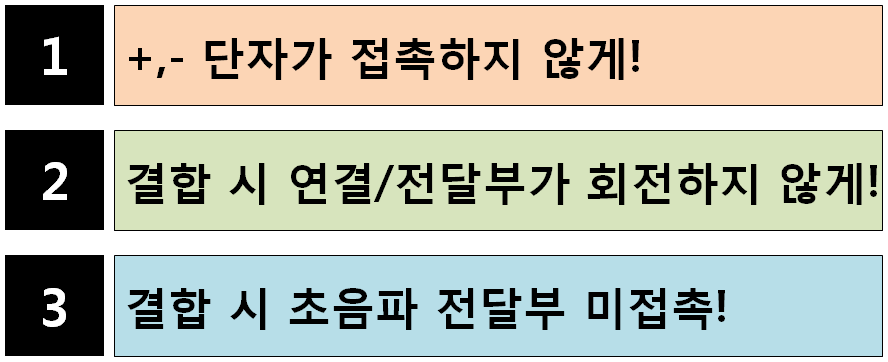 1 +,- 단자가 접촉하지 않게!
2 결합 시 연결/전달부가 회전하지 않게!
3 결합 시 초음파 전달부 미접촉!